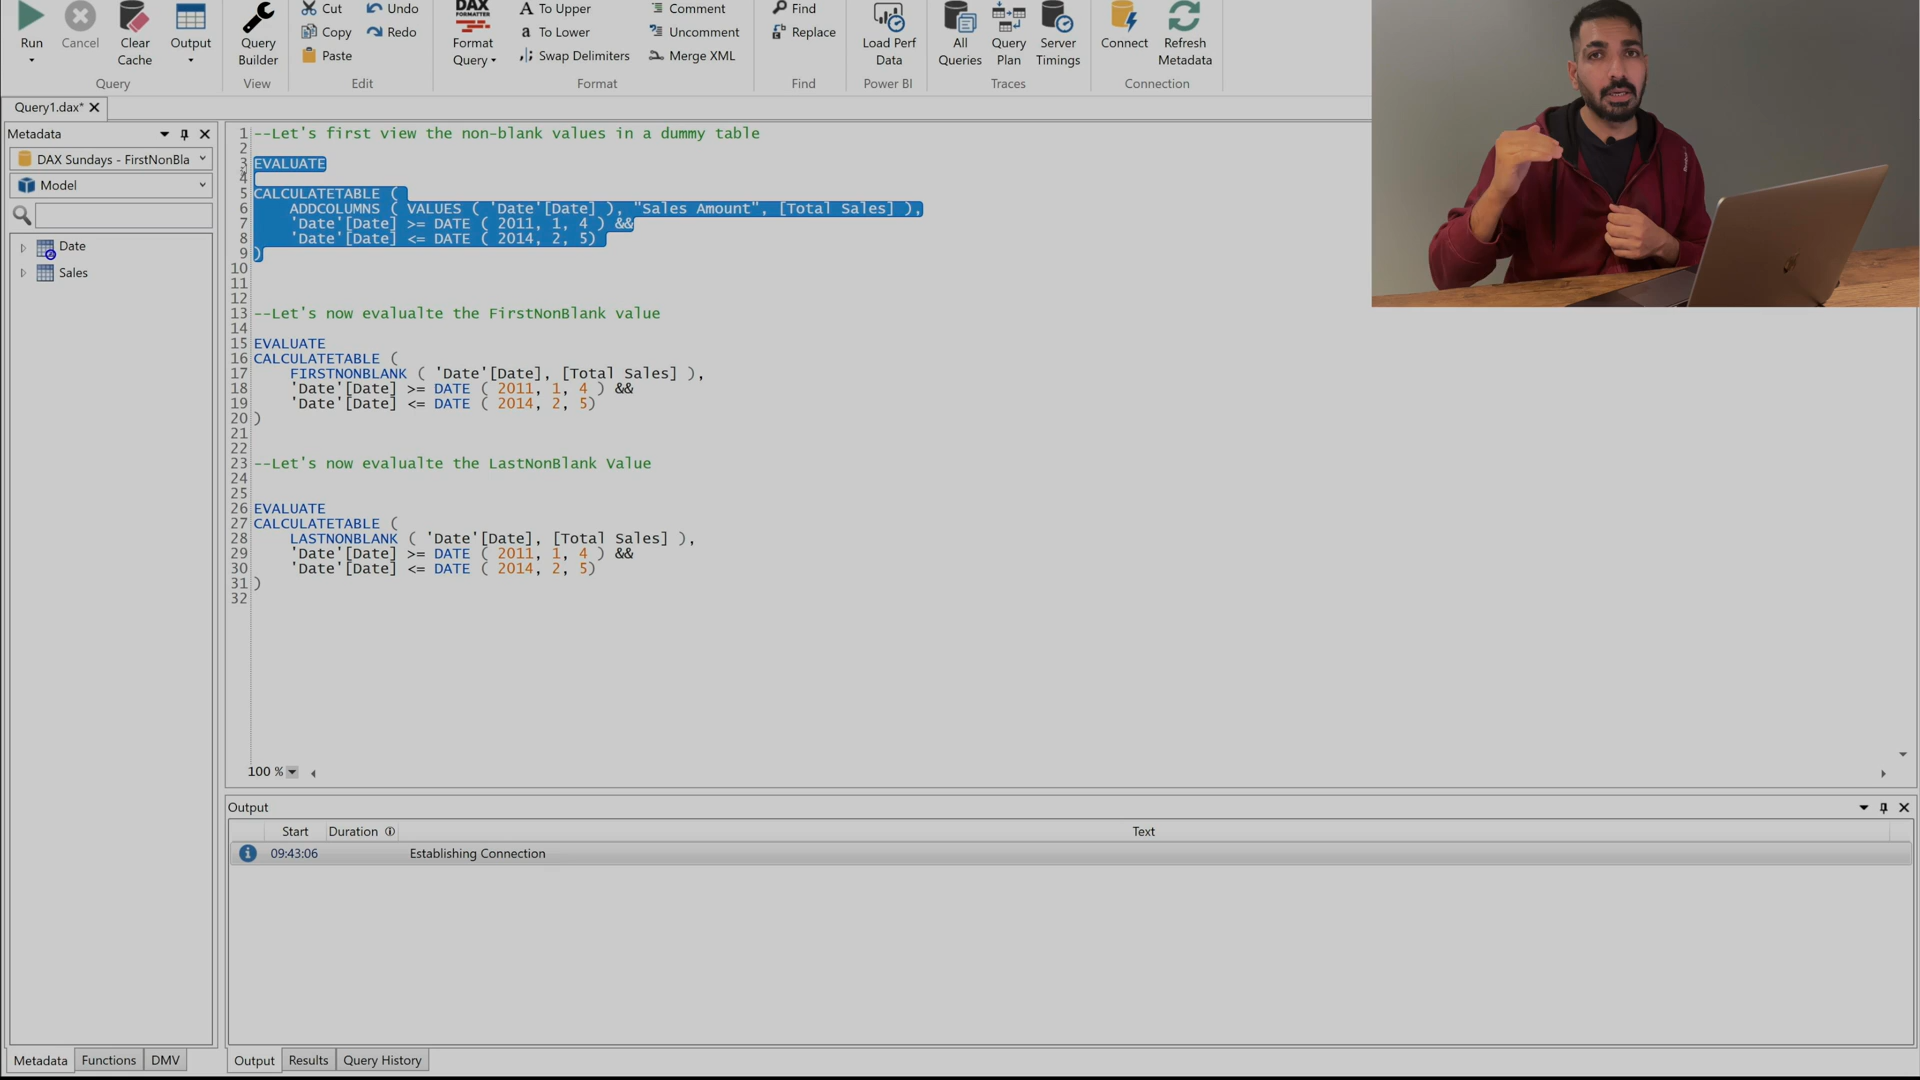 Run
Cancel
Clear Cache
Output
Query
Query Builder
View
Cut
Copy
Paste
Undo
Redo
Edit
DAX FORMATTER
Format Query
To Upper
To Lower
Swap Delimiters
Comment
Uncomment
Merge XML
Format
Find
Replace
Find
Load Perf Data
Power BI
All Queries
Query Plan
Server Timings
Traces
Connect
Refresh Metadata
Connection
Query1.dax*
Metadata
DAX Sundays - FirstNonBla
Model
Date
Sales
1 --Let's first view the non-blank values in a dummy table
2
3 EVALUATE
4
5 CALCULATETABLE (
6 ADDCOLUMNS ( VALUES ( 'Date'[Date] ), "Sales Amount", [Total Sales] ),
7 'Date'[Date] >= DATE ( 2011, 1, 4 ) &&
8 'Date'[Date] <= DATE ( 2014, 2, 5)
9 )
10
11
12
13 --Let's now evaluatle the FirstNonBlank value
14
15 EVALUATE
16 CALCULATETABLE (
17 FIRSTNONBLANK ( 'Date'[Date], [Total Sales] ),
18 'Date'[Date] >= DATE ( 2011, 1, 4 ) &&
19 'Date'[Date] <= DATE ( 2014, 2, 5)
20 )
21
22
23 --Let's now evaualte the LastNonBlank Value
24
25
26 EVALUATE
27 CALCULATETABLE (
28 LASTNONBLANK ( 'Date'[Date], [Total Sales] ),
29 'Date'[Date] >= DATE ( 2011, 1, 4 ) &&
30 'Date'[Date] <= DATE ( 2014, 2, 5)
31 )
32
100 %
Output
Start Duration Text
09:43:06 Establishing Connection
Metadata Functions DMV
Output Results Query History